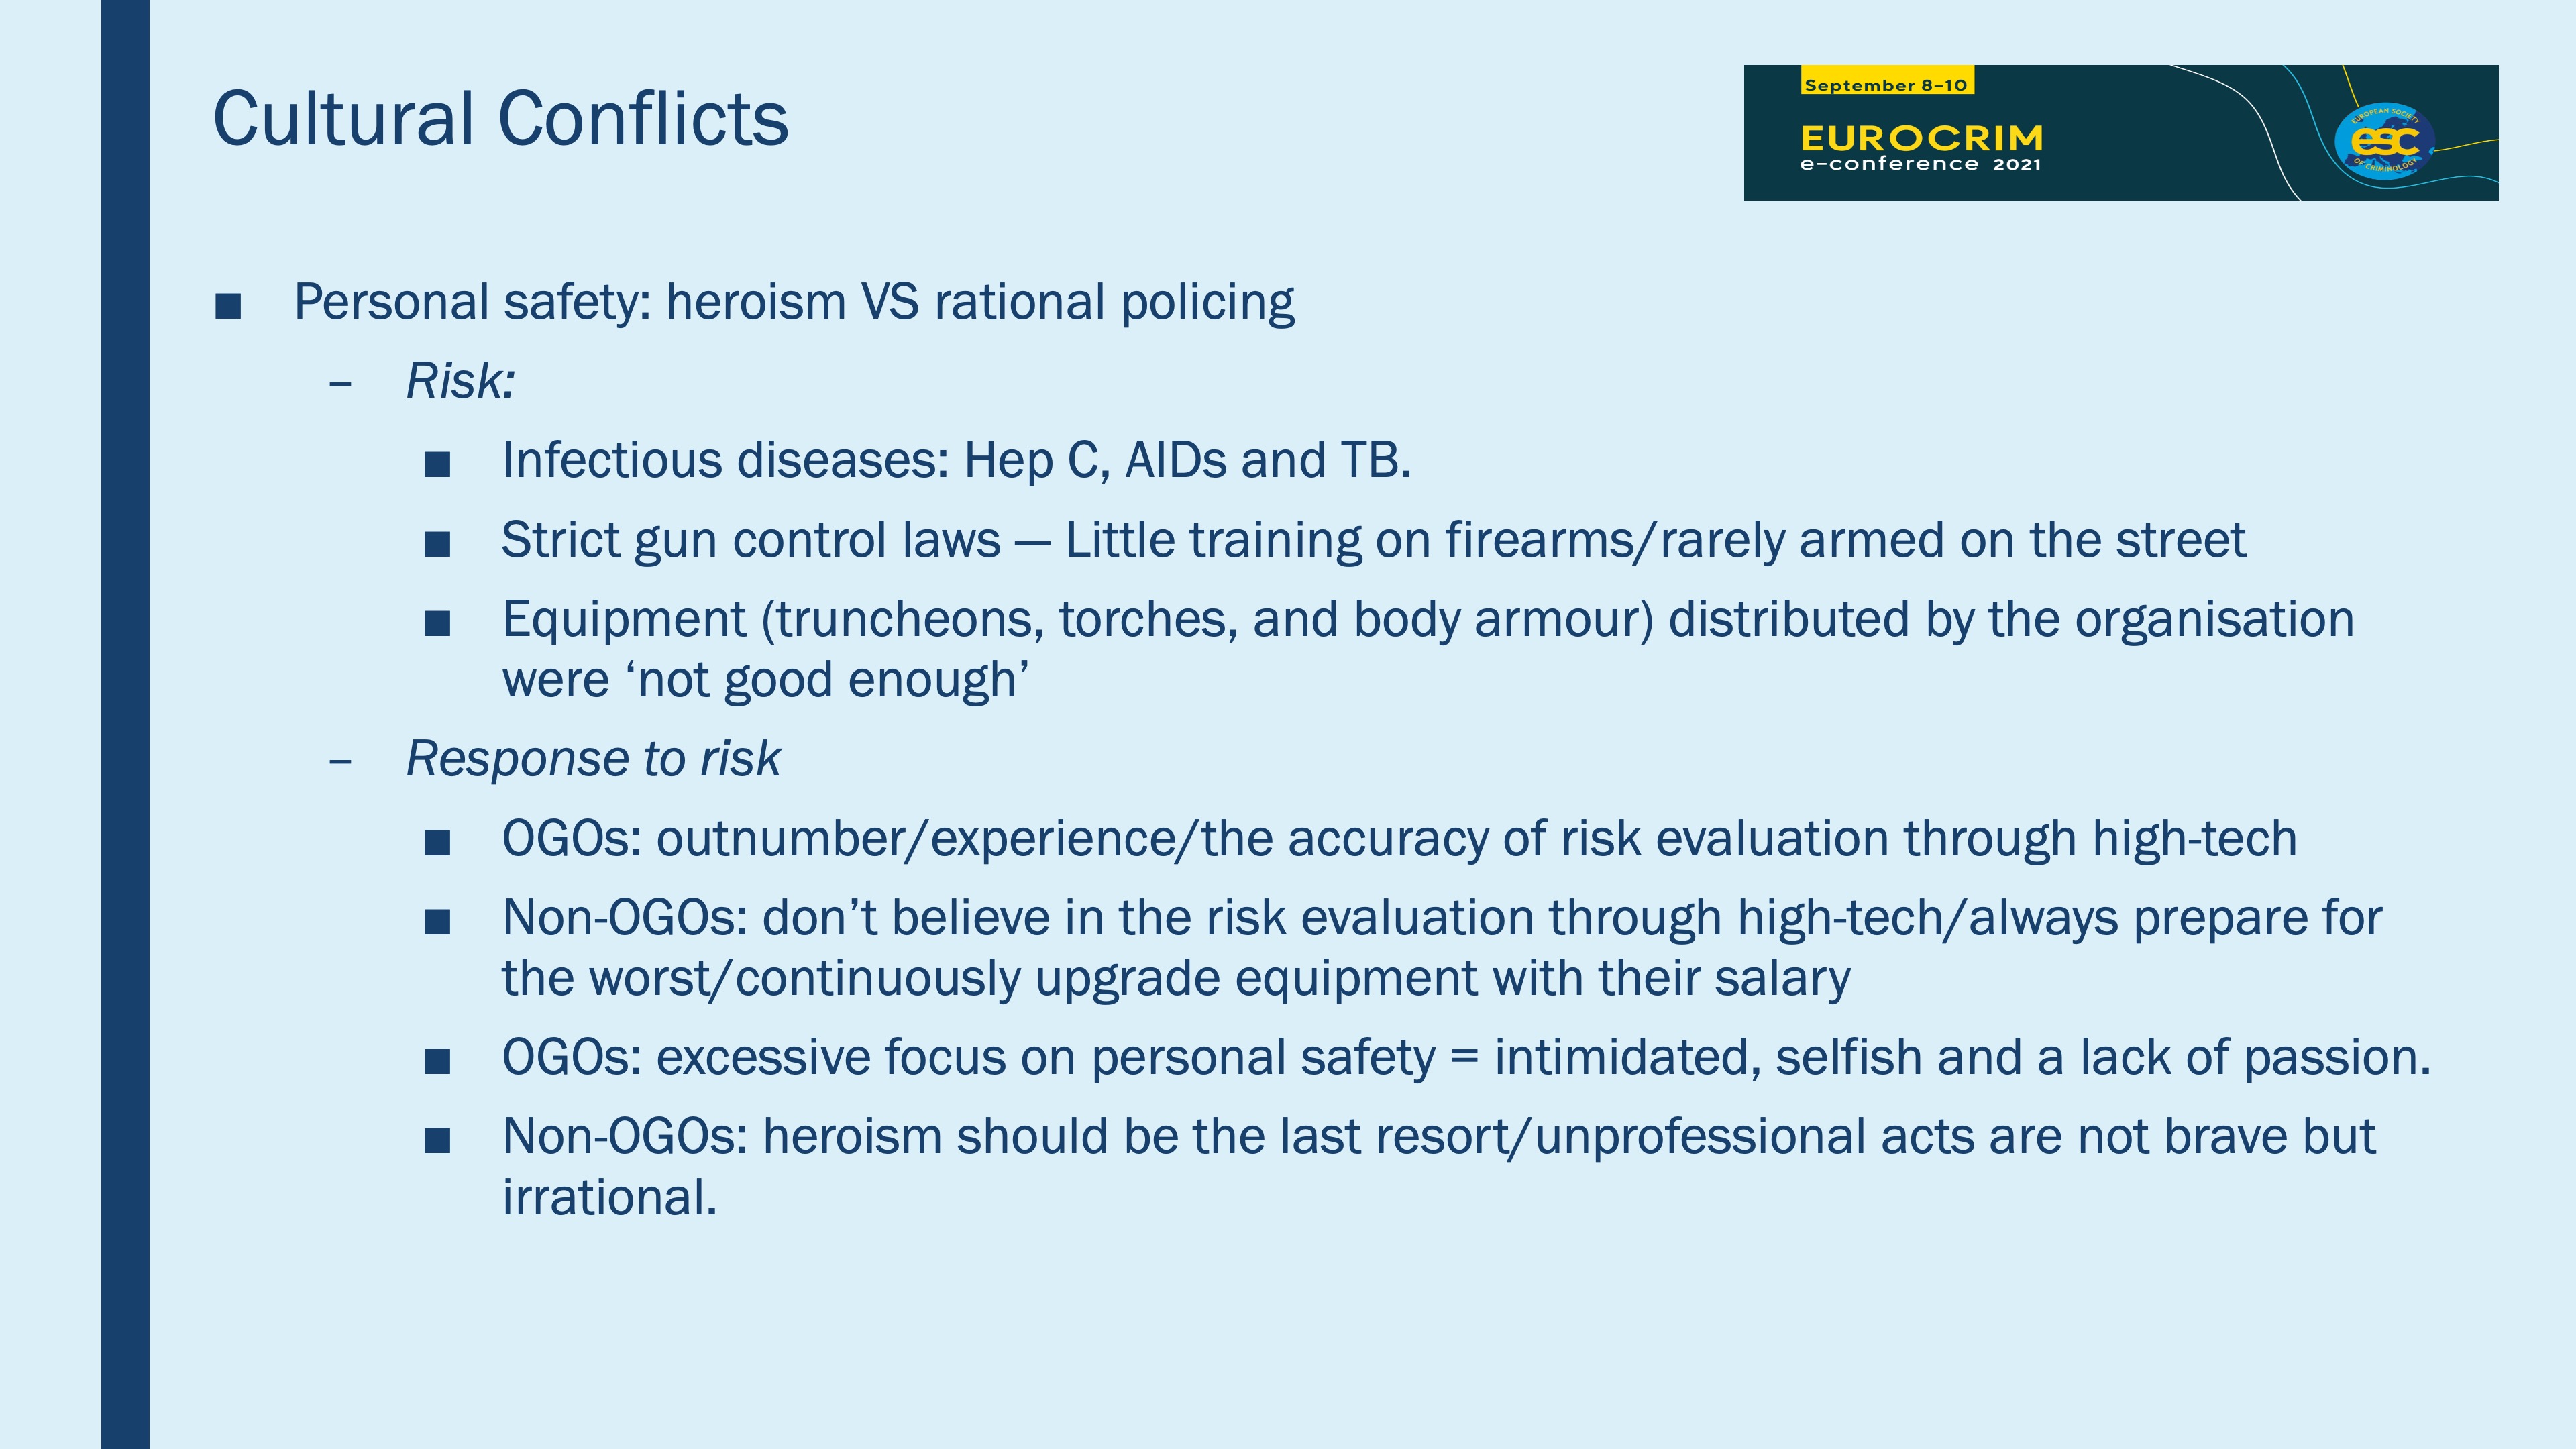 Cultural Conflicts
September 8–10
EUROCRIM
e-conference 2021
EUROPEAN SOCIETY
esc
OF CRIMINOLOGY
■ Personal safety: heroism VS rational policing
– Risk:
■ Infectious diseases: Hep C, AIDs and TB.
■ Strict gun control laws — Little training on firearms/rarely armed on the street
■ Equipment (truncheons, torches, and body armour) distributed by the organisation
were ‘not good enough’
– Response to risk
■ OGOs: outnumber/experience/the accuracy of risk evaluation through high-tech
■ Non-OGOs: don’t believe in the risk evaluation through high-tech/always prepare for
the worst/continuously upgrade equipment with their salary
■ OGOs: excessive focus on personal safety = intimidated, selfish and a lack of passion.
■ Non-OGOs: heroism should be the last resort/unprofessional acts are not brave but
irrational.